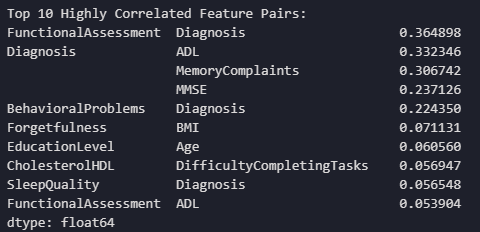 Top 10 Highly Correlated Feature Pairs:
FunctionalAssessment  Diagnosis                    0.364898
Diagnosis             ADL                          0.332346
                      MemoryComplaints             0.306742
                      MMSE                         0.237126
BehavioralProblems    Diagnosis                    0.224350
Forgetfulness         BMI                          0.071131
EducationLevel        Age                          0.060560
CholesterolHDL        DifficultyCompletingTasks    0.056947
SleepQuality          Diagnosis                    0.056548
FunctionalAssessment  ADL                          0.053904
dtype: float64